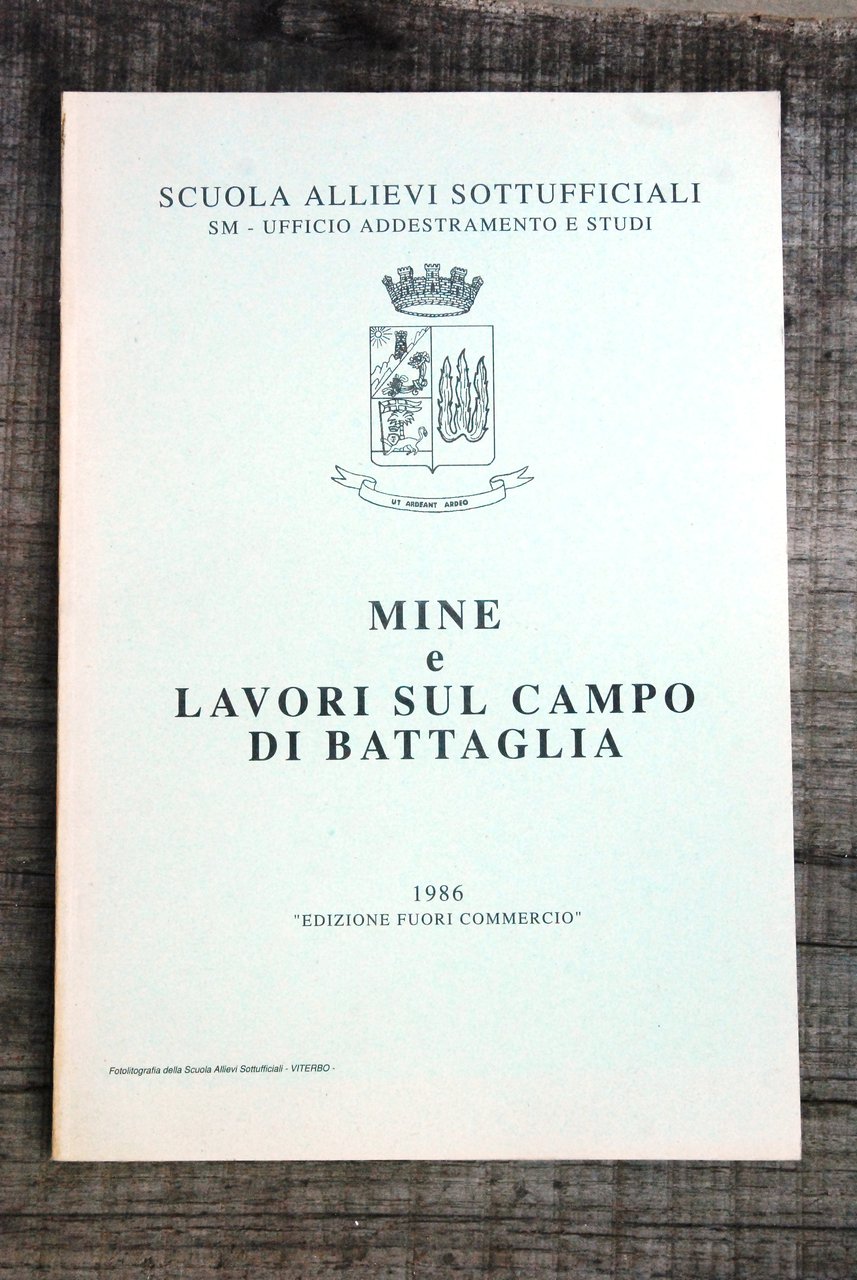 SCUOLA ALLIEVI SOTTUFFICIALI
SM - UFFICIO ADDESTRAMENTO E STUDI
UT ARDEANT ARDEO
MINE
e
LAVORI SUL CAMPO
DI BATTAGLIA
1986
"EDIZIONE FUORI COMMERCIO"
Fotolitografia della Scuola Allievi Sottufficiali - VITERBO -